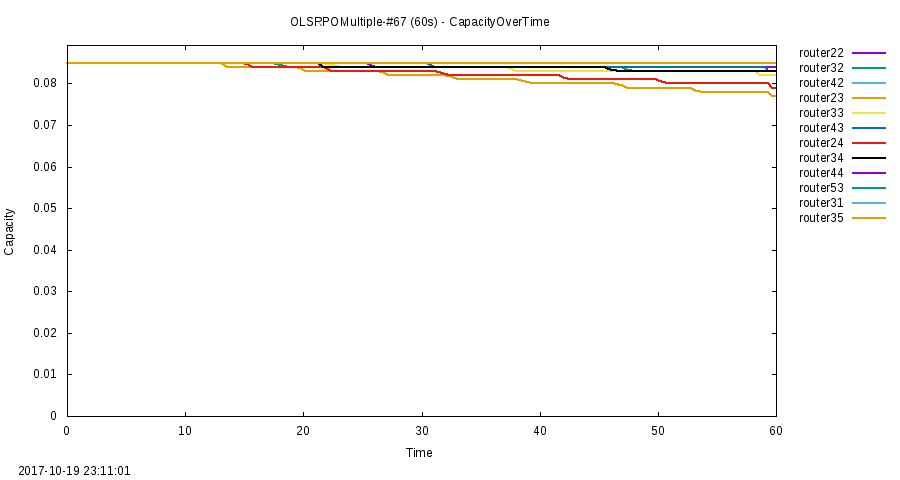 OLSRPOMultiple-#67 (60s) - CapacityOverTime
router22
router32
router42
router23
router33
router43
router24
router34
router44
router53
router31
router35
Capacity
0.08
0.07
0.06
0.05
0.04
0.03
0.02
0.01
0
0 10 20 30 40 50 60
Time
2017-10-19 23:11:01